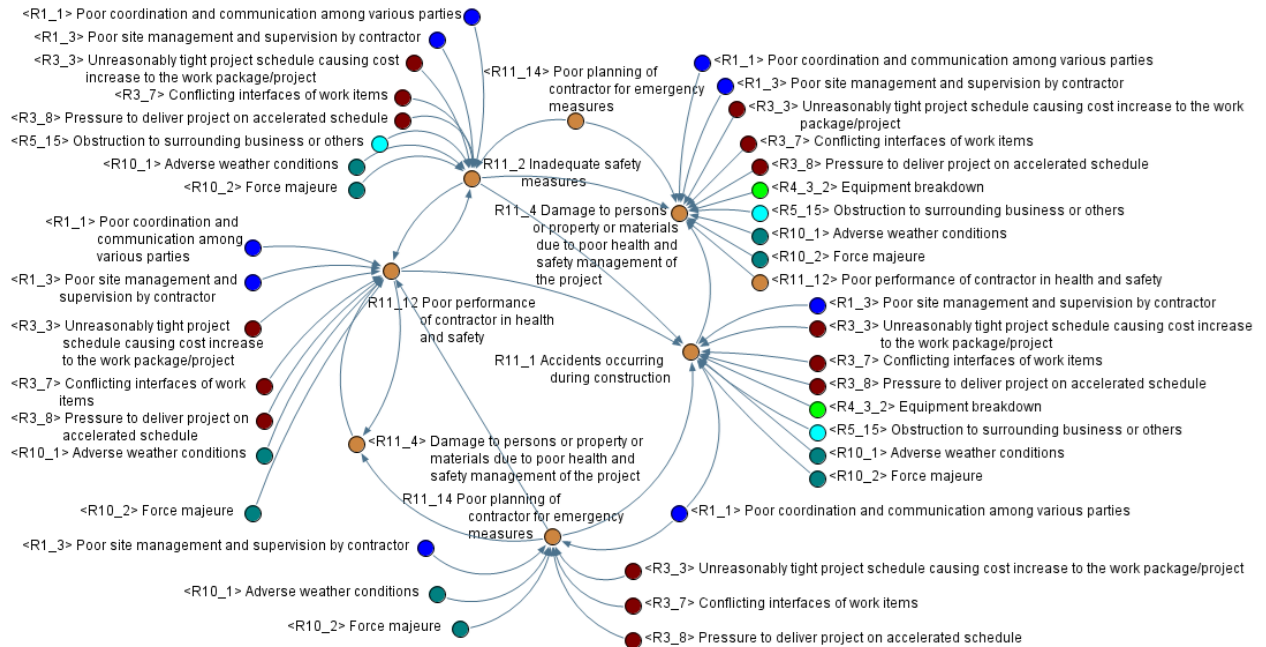 <R1_1> Poor coordination and communication among various parties
<R1_3> Poor site management and supervision by contractor
<R3_3> Unreasonably tight project schedule causing cost
increase to the work package/project
<R3_7> Conflicting interfaces of work items
<R3_8> Pressure to deliver project on accelerated schedule
<R5_15> Obstruction to surrounding business or others
<R10_1> Adverse weather conditions
<R10_2> Force majeure
<R11_14> Poor planning of
contractor for emergency
measures
R11_2 Inadequate safety
measures
<R1_1> Poor coordination and communication among various parties
<R1_3> Poor site management and supervision by contractor
<R3_3> Unreasonably tight project schedule causing cost increase to the work
package/project
<R3_7> Conflicting interfaces of work items
<R3_8> Pressure to deliver project on accelerated schedule
<R4_3_2> Equipment breakdown
<R5_15> Obstruction to surrounding business or others
<R10_1> Adverse weather conditions
<R10_2> Force majeure
<R11_12> Poor performance of contractor in health and safety
R11_4 Damage to persons
or property or materials
due to poor health and
safety management of
the project
<R1_1> Poor coordination and
communication among
various parties
<R1_3> Poor site management and
supervision by contractor
<R3_3> Unreasonably tight project
schedule causing cost increase
to the work package/project
<R3_7> Conflicting interfaces of work
items
<R3_8> Pressure to deliver project on
accelerated schedule
<R10_1> Adverse weather conditions
<R10_2> Force majeure
R11_12 Poor performance
of contractor in health
and safety
R11_1 Accidents occurring
during construction
<R1_3> Poor site management and supervision by contractor
<R3_3> Unreasonably tight project schedule causing cost increase
to the work package/project
<R3_7> Conflicting interfaces of work items
<R3_8> Pressure to deliver project on accelerated schedule
<R4_3_2> Equipment breakdown
<R5_15> Obstruction to surrounding business or others
<R10_1> Adverse weather conditions
<R10_2> Force majeure
<R1_1> Poor coordination and communication among various parties
<R11_4> Damage to persons or property or
materials due to poor health and
safety management of the project
R11_14 Poor planning of
contractor for emergency
measures
<R1_3> Poor site management and supervision by contractor
<R10_1> Adverse weather conditions
<R10_2> Force majeure
<R3_3> Unreasonably tight project schedule causing cost increase to the work package/project
<R3_7> Conflicting interfaces of work items
<R3_8> Pressure to deliver project on accelerated schedule